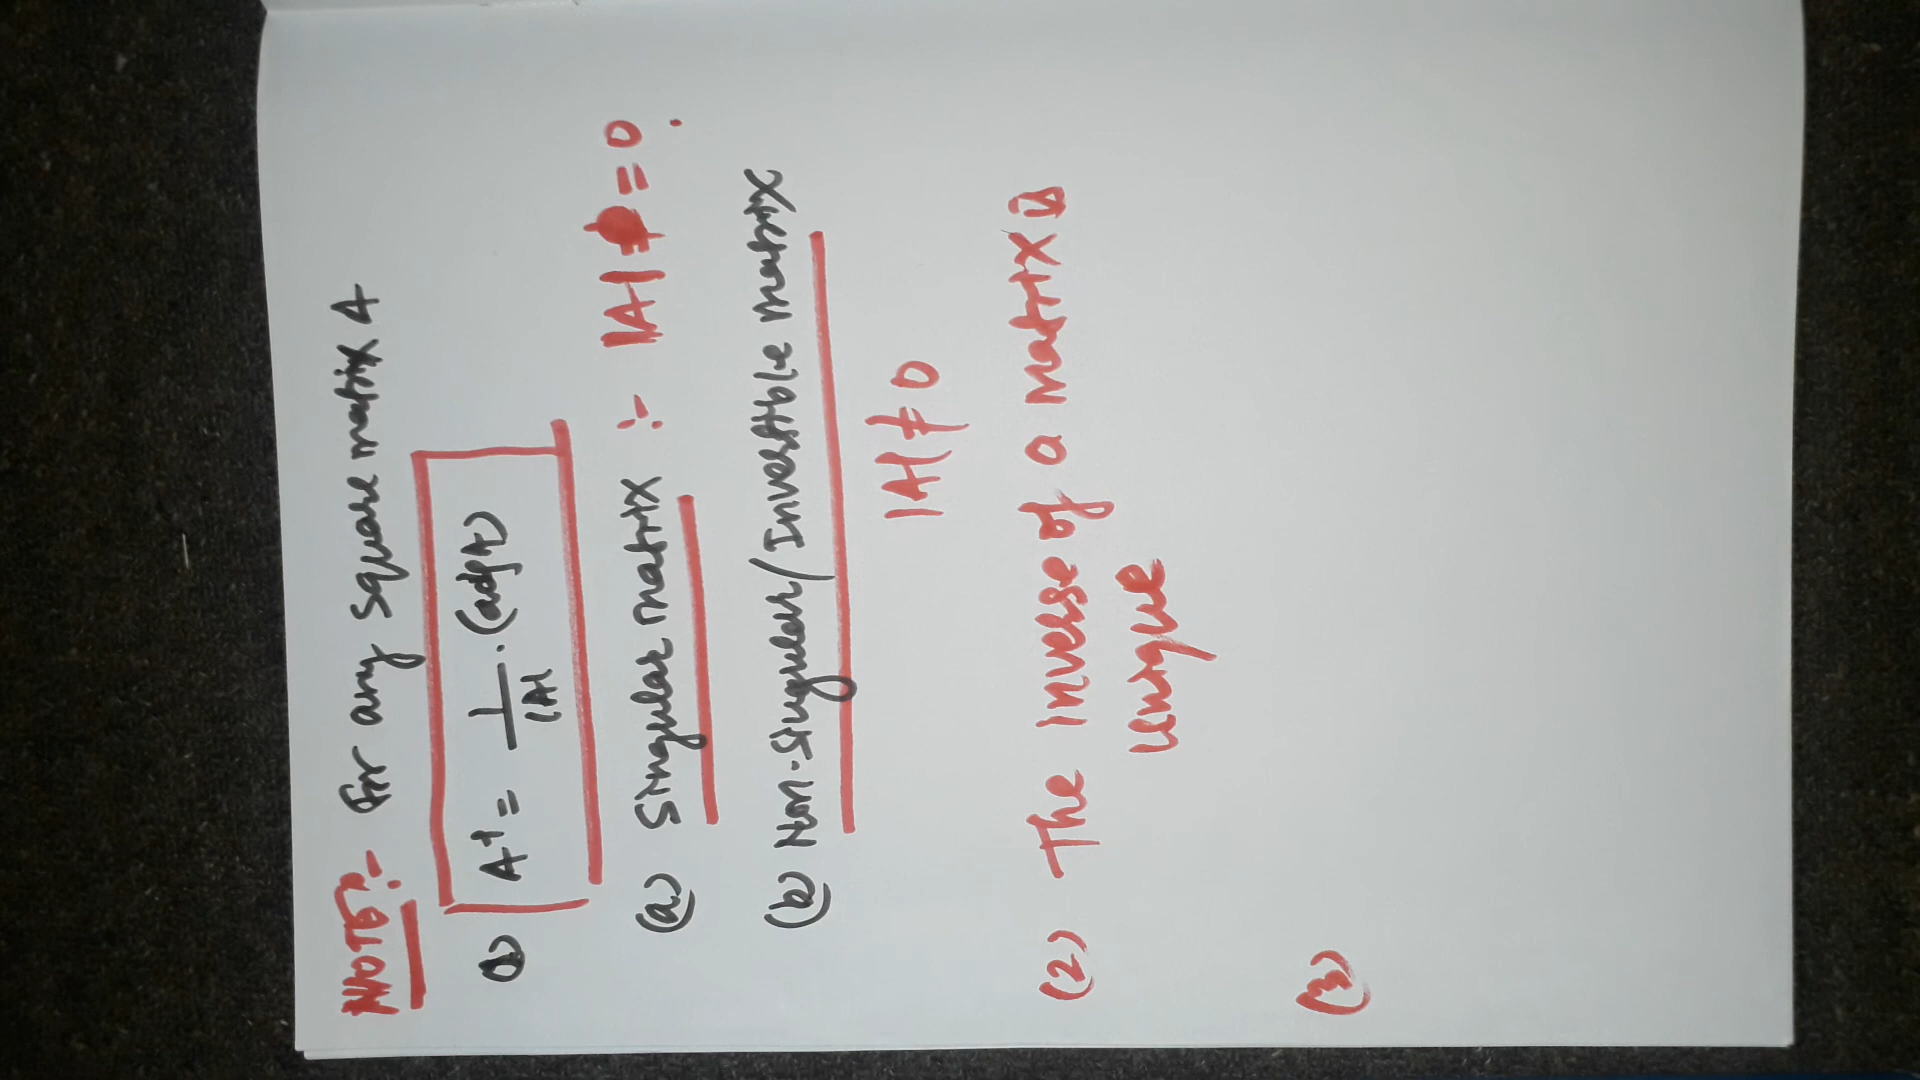 NOTE:- For any square matrix A
(1) A⁻¹ = 1/|A| . (adj A)
(a) Singular matrix :- |A| = 0.
(b) Non-Singular/Invertible matrix
|A| ≠ 0
(2) The inverse of a matrix is
unique
(3)